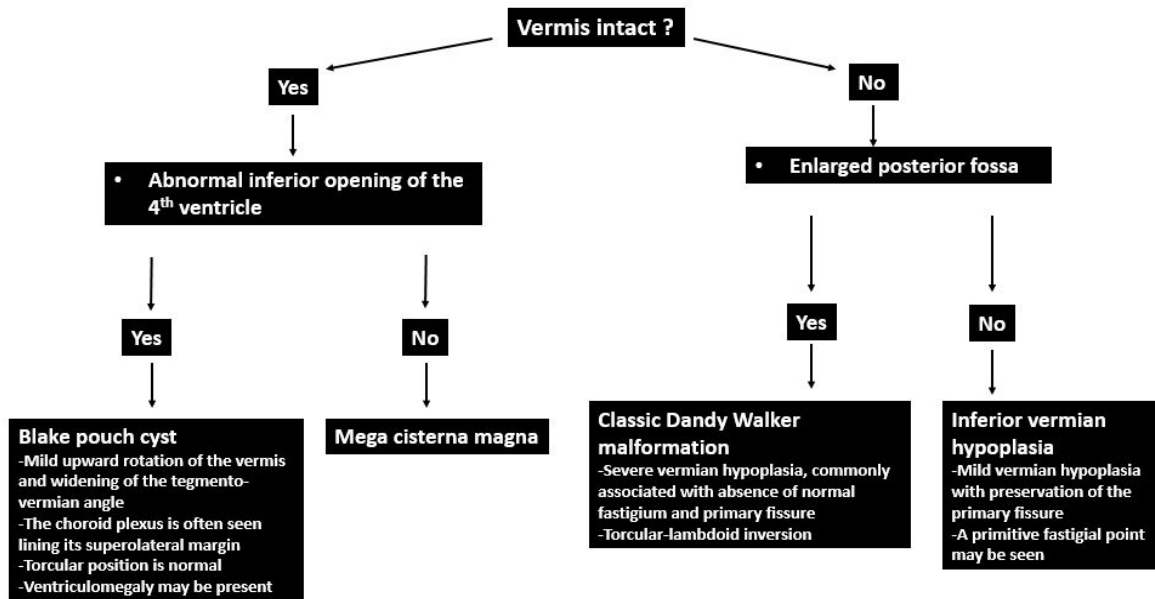 Vermis intact ?
Yes
No
• Abnormal inferior opening of the
4th ventricle
• Enlarged posterior fossa
Yes
No
Yes
No
Blake pouch cyst
-Mild upward rotation of the vermis
and widening of the tegmento-
vermian angle
-The choroid plexus is often seen
lining its superolateral margin
-Torcular position is normal
-Ventriculomegaly may be present
Mega cisterna magna
Classic Dandy Walker
malformation
-Severe vermian hypoplasia, commonly
associated with absence of normal
fastigium and primary fissure
-Torcular-lambdoid inversion
Inferior vermian
hypoplasia
-Mild vermian hypoplasia
with preservation of the
primary fissure
-A primitive fastigial point
may be seen